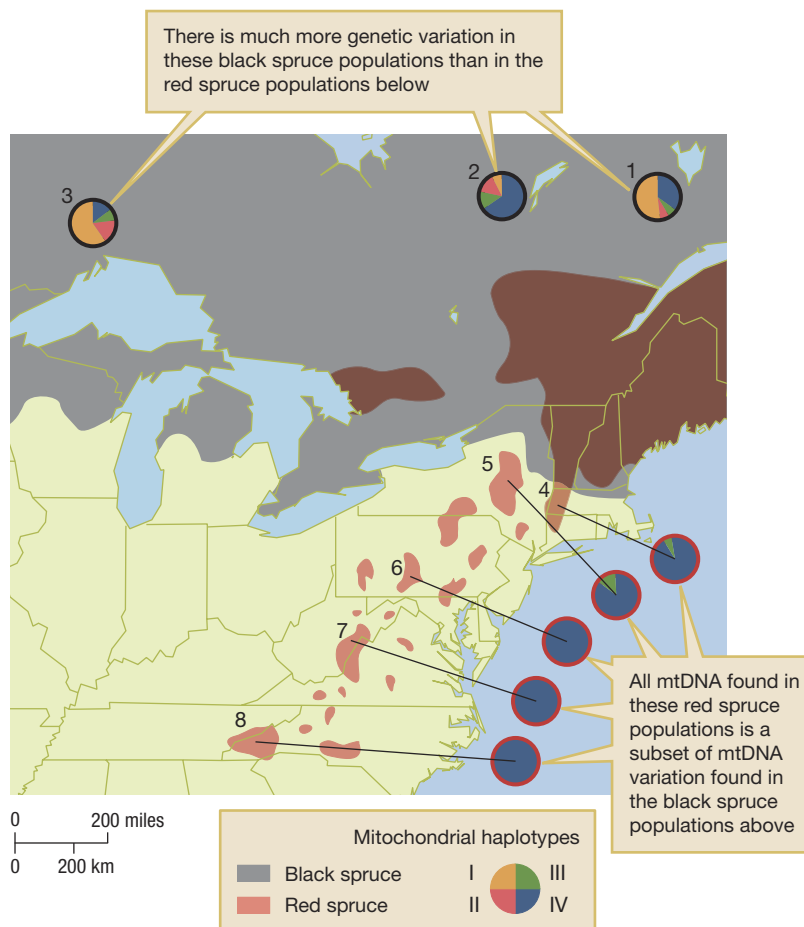 There is much more genetic variation in
these black spruce populations than in the
red spruce populations below
3
2
1
5
4
6
7
8
All mtDNA found in
these red spruce
populations is a
subset of mtDNA
variation found in
the black spruce
populations above
0 200 miles
0 200 km
Mitochondrial haplotypes
Black spruce I III
Red spruce II IV